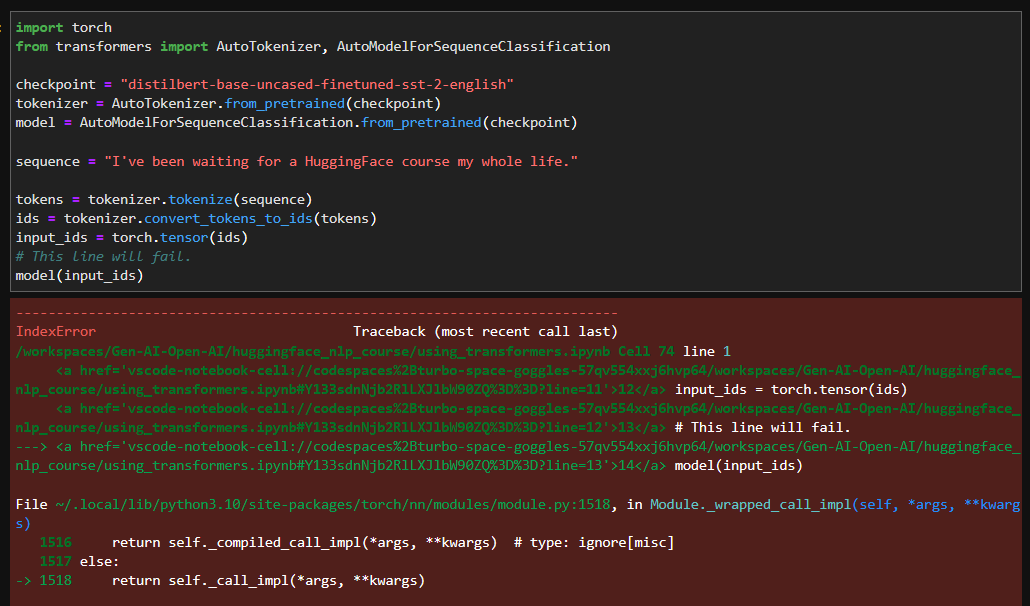 import torch
from transformers import AutoTokenizer, AutoModelForSequenceClassification
checkpoint = "distilbert-base-uncased-finetuned-sst-2-english"
tokenizer = AutoTokenizer.from_pretrained(checkpoint)
model = AutoModelForSequenceClassification.from_pretrained(checkpoint)
sequence = "I've been waiting for a HuggingFace course my whole life."
tokens = tokenizer.tokenize(sequence)
ids = tokenizer.convert_tokens_to_ids(tokens)
input_ids = torch.tensor(ids)
# This line will fail.
model(input_ids)
---------------------------------------------------------------------------
IndexError                                Traceback (most recent call last)
/workspaces/Gen-AI-Open-AI/huggingface_nlp_course/using_transformers.ipynb Cell 74 line 1
<a href='vscode-notebook-cell://codespaces%2Bturbo-space-goggles-57qv554xxj6hvp64/workspaces/Gen-AI-Open-AI/huggingface_
nlp_course/using_transformers.ipynb#Y133sdnNjb2RlLXJlbW90ZQ%3D%3D?line=11'>12</a> input_ids = torch.tensor(ids)
<a href='vscode-notebook-cell://codespaces%2Bturbo-space-goggles-57qv554xxj6hvp64/workspaces/Gen-AI-Open-AI/huggingface_
nlp_course/using_transformers.ipynb#Y133sdnNjb2RlLXJlbW90ZQ%3D%3D?line=12'>13</a> # This line will fail.
---> <a href='vscode-notebook-cell://codespaces%2Bturbo-space-goggles-57qv554xxj6hvp64/workspaces/Gen-AI-Open-AI/huggingface_
nlp_course/using_transformers.ipynb#Y133sdnNjb2RlLXJlbW90ZQ%3D%3D?line=13'>14</a> model(input_ids)
File ~/.local/lib/python3.10/site-packages/torch/nn/modules/module.py:1518, in Module._wrapped_call_impl(self, *args, **kwarg
s)
1516     return self._compiled_call_impl(*args, **kwargs)  # type: ignore[misc]
1517 else:
-> 1518     return self._call_impl(*args, **kwargs)